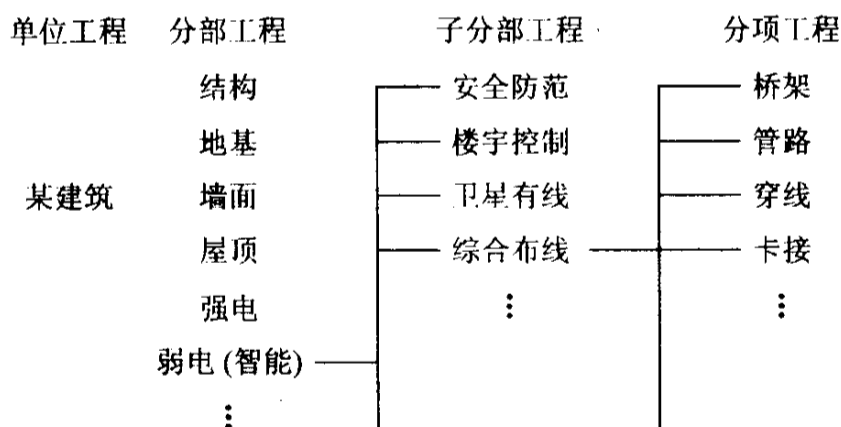 单位工程 分部工程 子分部工程 分项工程
结构 安全防范 桥架
地基 楼宇控制 管路
某建筑 墙面 卫星有线 穿线
屋顶 综合布线 卡接
强电 ⋮ ⋮
弱电(智能)
⋮